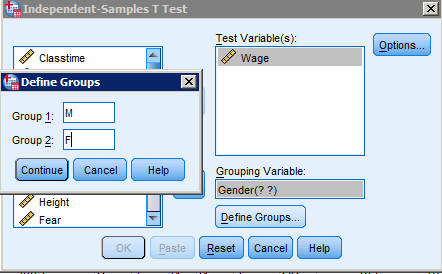 Independent-Samples T Test
Classtime
Test Variable(s):
Wage
Options...
Define Groups
Group 1: M
Group 2: F
Continue Cancel Help
Grouping Variable:
Gender(? ?)
Define Groups...
Height
Fear
OK Paste Reset Cancel Help